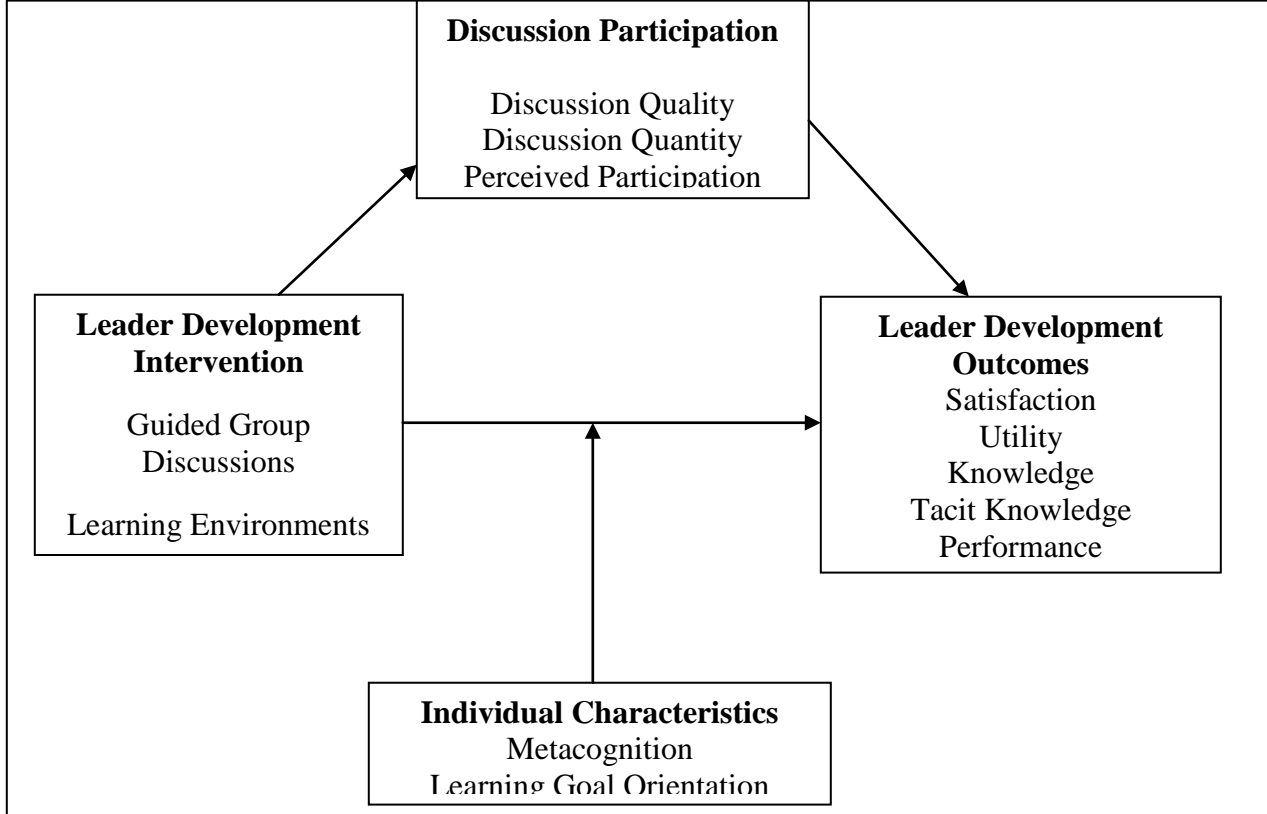 Discussion Participation
Discussion Quality
Discussion Quantity
Perceived Participation
Leader Development
Intervention
Guided Group
Discussions
Learning Environments
Leader Development
Outcomes
Satisfaction
Utility
Knowledge
Tacit Knowledge
Performance
Individual Characteristics
Metacognition
Learning Goal Orientation